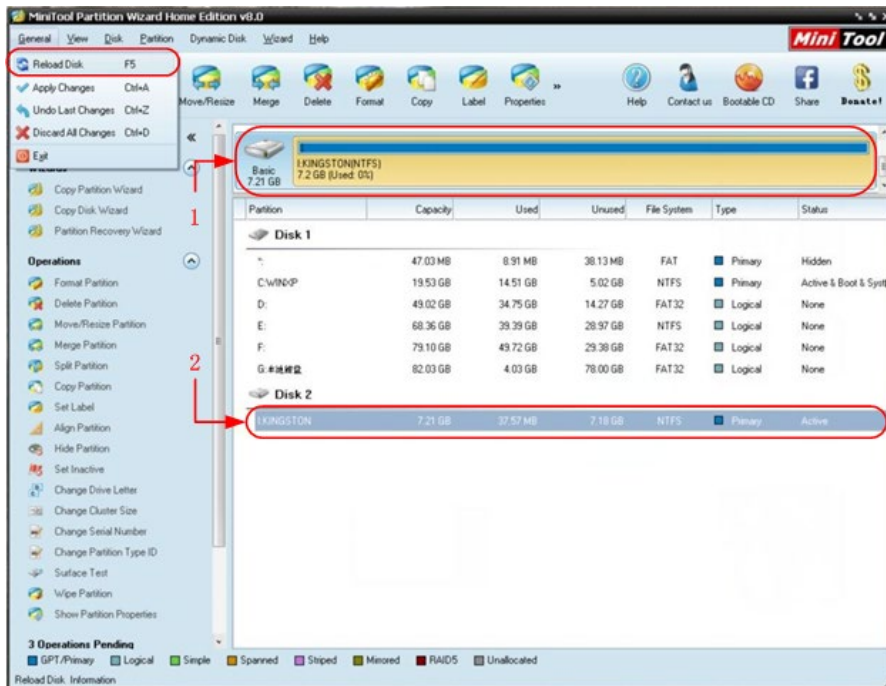 MiniTool Partition Wizard Home Edition v8.0
General View Disk Partition Dynamic Disk Wizard Help
Mini Tool
Reload Disk F5
Apply Changes Ctrl+A
Undo Last Changes Ctrl+Z
Discard All Changes Ctrl+D
Exit
Move/Resize Merge Delete Format Copy Label Properties » Help Contact us Bootable CD Share Donate!
«
Basic
7.21 GB
I:KINGSTON(NTFS)
7.2 GB (Used: 0%)
1
Copy Partition Wizard
Copy Disk Wizard
Partition Recovery Wizard
Operations
Format Partition
Delete Partition
Move/Resize Partition
Merge Partition
Split Partition
Copy Partition
Set Label
Align Partition
Hide Partition
Set Inactive
Change Drive Letter
Change Cluster Size
Change Serial Number
Change Partition Type ID
Surface Test
Wipe Partition
Show Partition Properties
3 Operations Pending
2
Partition Capacity Used Unused File System Type Status
Disk 1
*: 47.03 MB 8.91 MB 38.13 MB FAT Primary Hidden
C:WINXP 19.53 GB 14.51 GB 5.02 GB NTFS Primary Active & Boot & Syst
D: 49.02 GB 34.75 GB 14.27 GB FAT32 Logical None
E: 68.36 GB 39.39 GB 28.97 GB NTFS Logical None
F: 79.10 GB 49.72 GB 29.38 GB FAT32 Logical None
G: 82.03 GB 4.03 GB 78.00 GB FAT32 Logical None
Disk 2
I:KINGSTON 7.21 GB 37.57 MB 7.18 GB NTFS Primary Active
GPT/Primary Logical Simple Spanned Striped Mirrored RAID5 Unallocated
Reload Disk Information